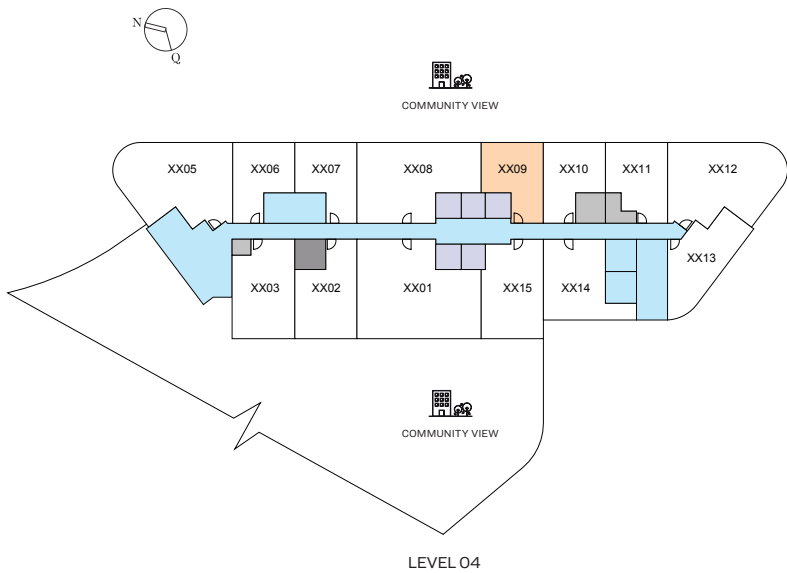 N
Q
COMMUNITY VIEW
XX05 XX06 XX07 XX08 XX09 XX10 XX11 XX12
XX13
XX03 XX02 XX01 XX15 XX14
COMMUNITY VIEW
LEVEL 04